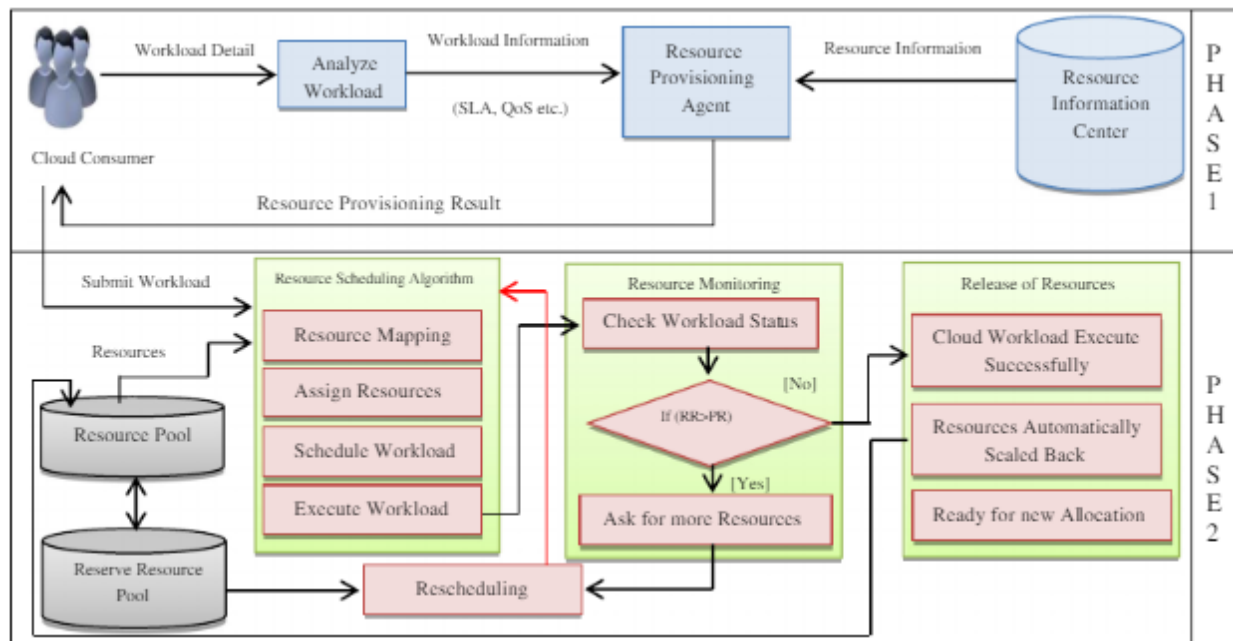 Workload Detail
Analyze
Workload
Workload Information
(SLA, QoS etc.)
Resource
Provisioning
Agent
Resource Information
Resource
Information
Center
Cloud Consumer
Resource Provisioning Result
P
H
A
S
E
1
Submit Workload
Resources
Resource Pool
Reserve Resource
Pool
Resource Scheduling Algorithm
Resource Mapping
Assign Resources
Schedule Workload
Execute Workload
Rescheduling
Resource Monitoring
Check Workload Status
If (RR>PR)
[No]
[Yes]
Ask for more Resources
Release of Resources
Cloud Workload Execute
Successfully
Resources Automatically
Scaled Back
Ready for new Allocation
P
H
A
S
E
2